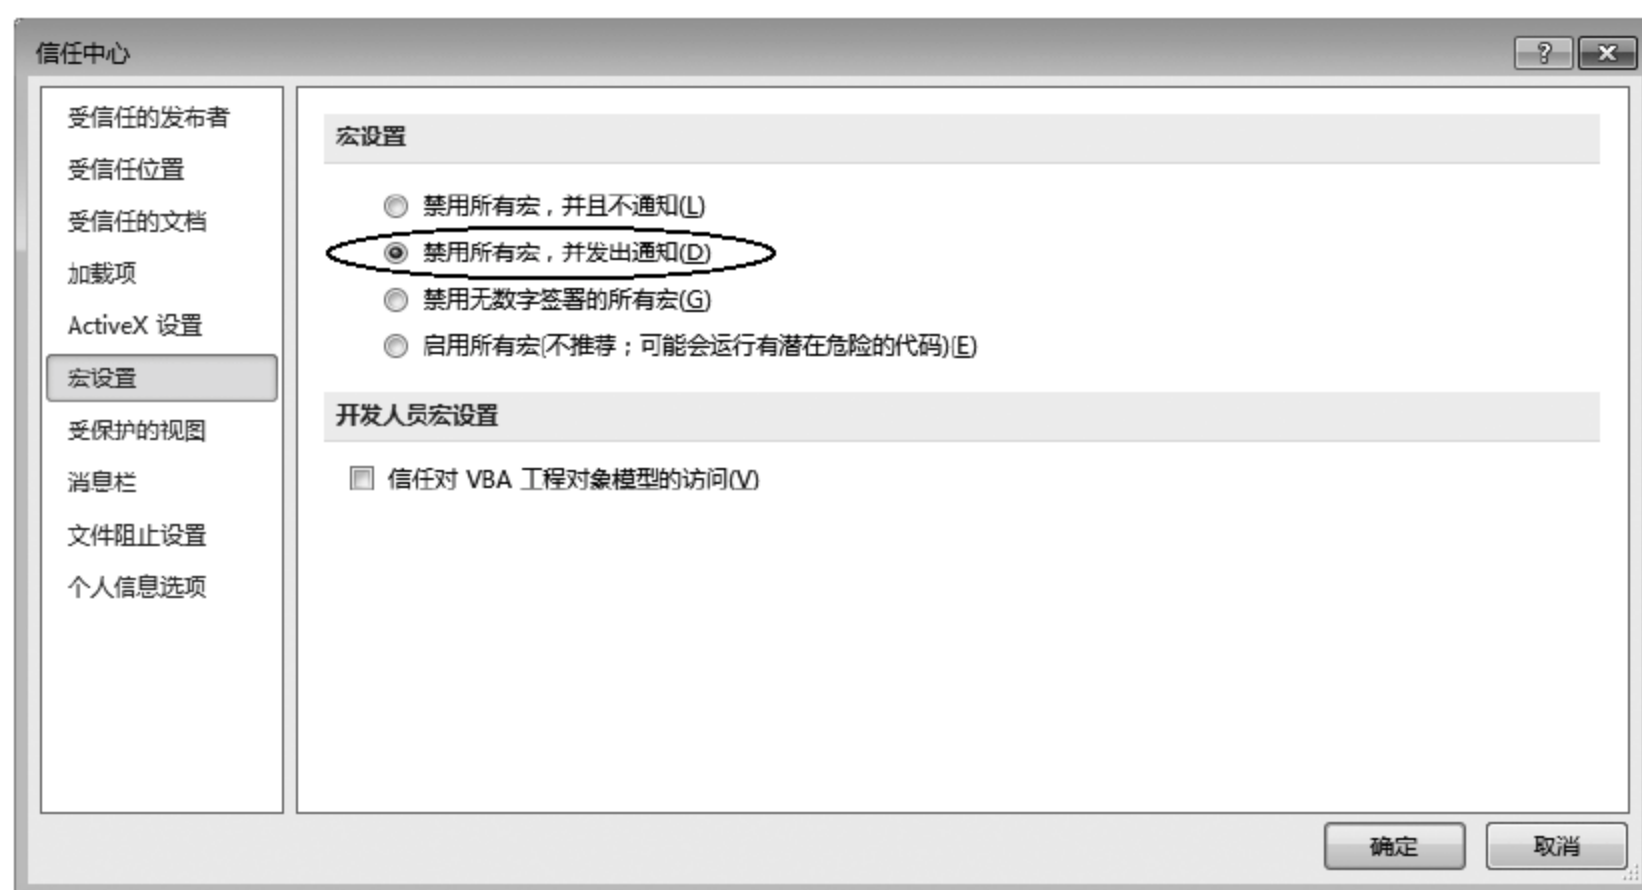 信任中心
受信任的发布者
受信任位置
受信任的文档
加载项
ActiveX 设置
宏设置
受保护的视图
消息栏
文件阻止设置
个人信息选项
宏设置
禁用所有宏，并且不通知(L)
禁用所有宏，并发出通知(D)
禁用无数字签署的所有宏(G)
启用所有宏(不推荐；可能会运行有潜在危险的代码)(E)
开发人员宏设置
信任对 VBA 工程对象模型的访问(V)
确定
取消